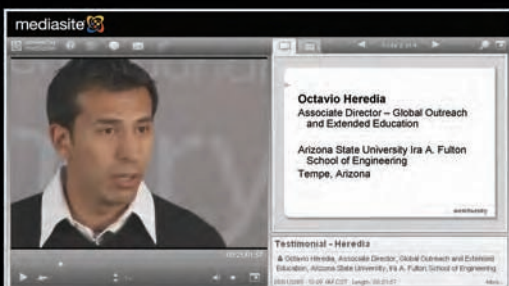 mediasite
Octavio Heredia
Associate Director – Global Outreach
and Extended Education
Arizona State University Ira A. Fulton
School of Engineering
Tempe, Arizona
Testimonial - Heredia
Octavio Heredia, Associate Director, Global Outreach and Extended
Education, Arizona State University, Ira A. Fulton School of Engineering